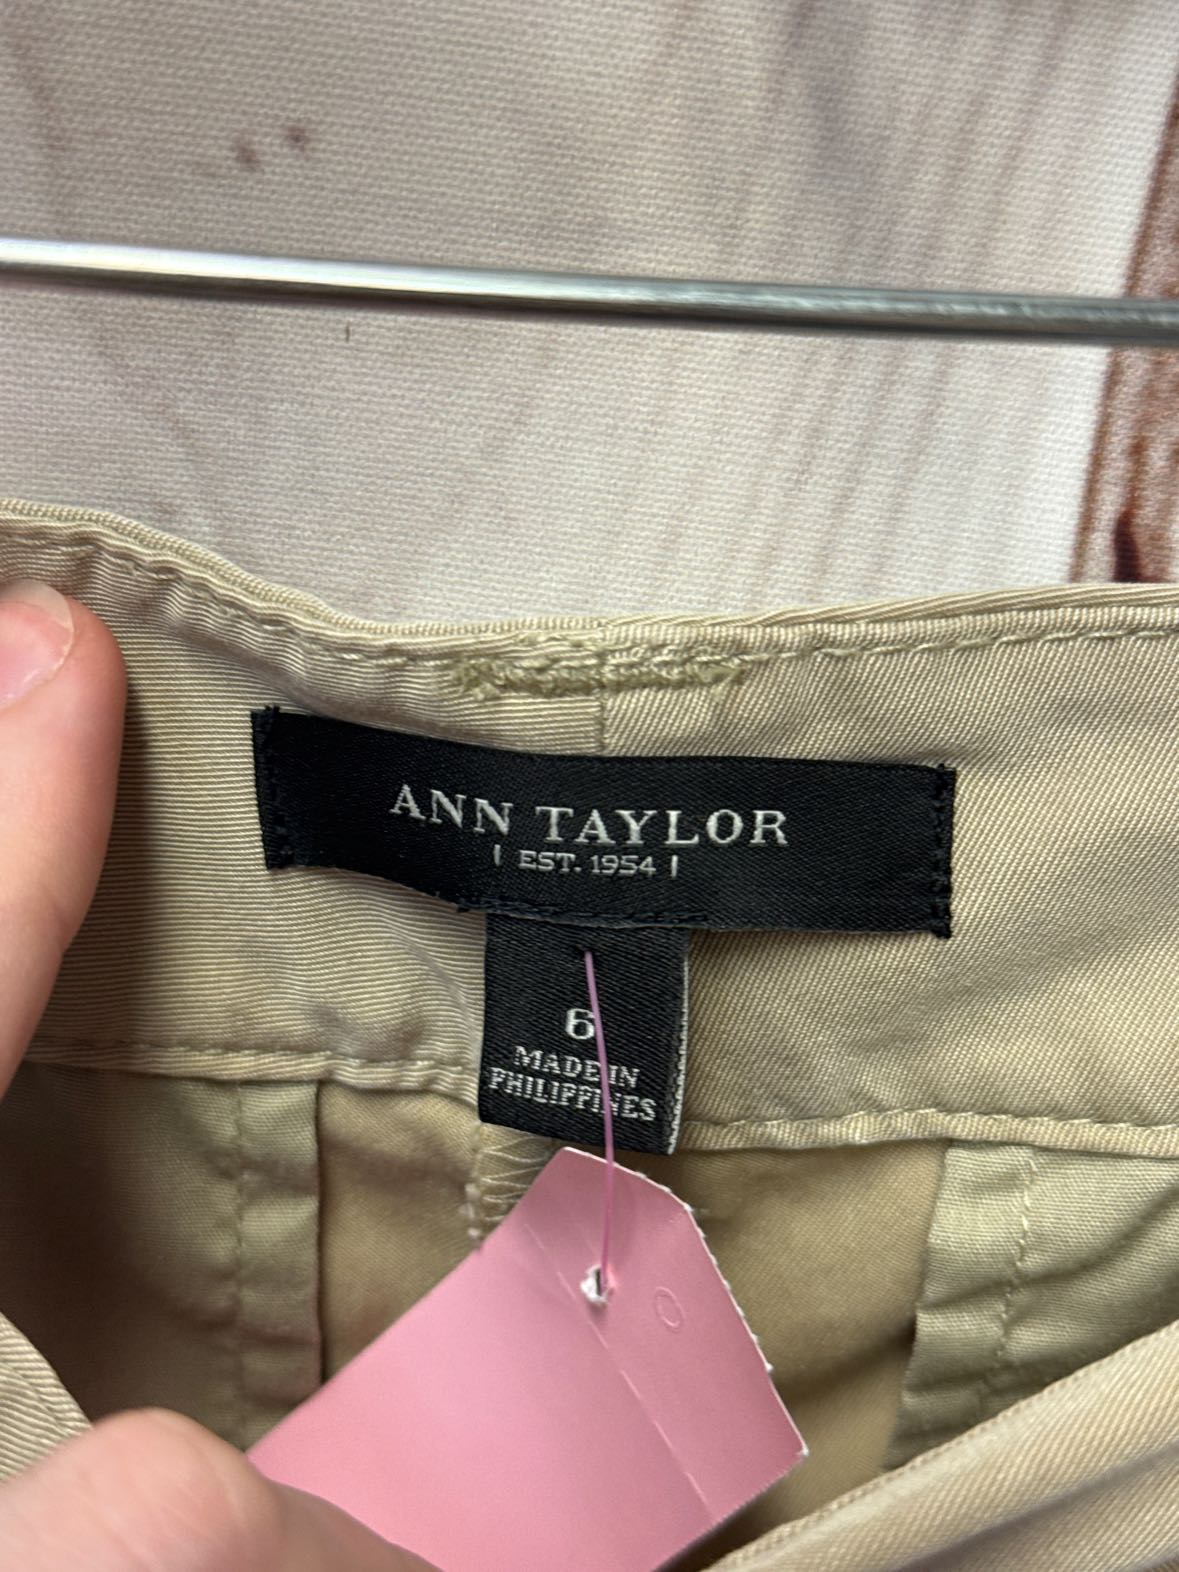 ANN TAYLOR
| EST. 1954 |
6
MADE IN
PHILIPPINES